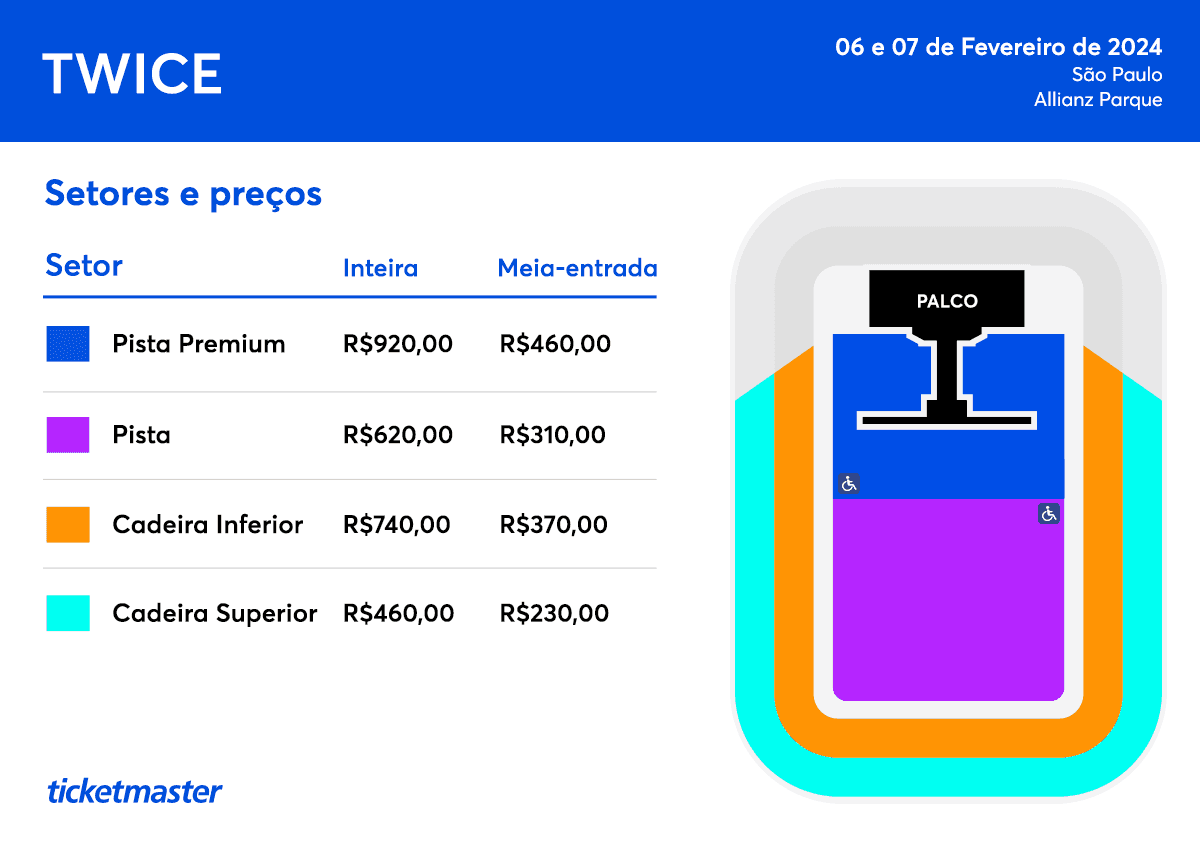 TWICE
06 e 07 de Fevereiro de 2024
São Paulo
Allianz Parque
Setores e preços
Setor Inteira Meia-entrada
Pista Premium R$920,00 R$460,00
Pista R$620,00 R$310,00
Cadeira Inferior R$740,00 R$370,00
Cadeira Superior R$460,00 R$230,00
PALCO
ticketmaster